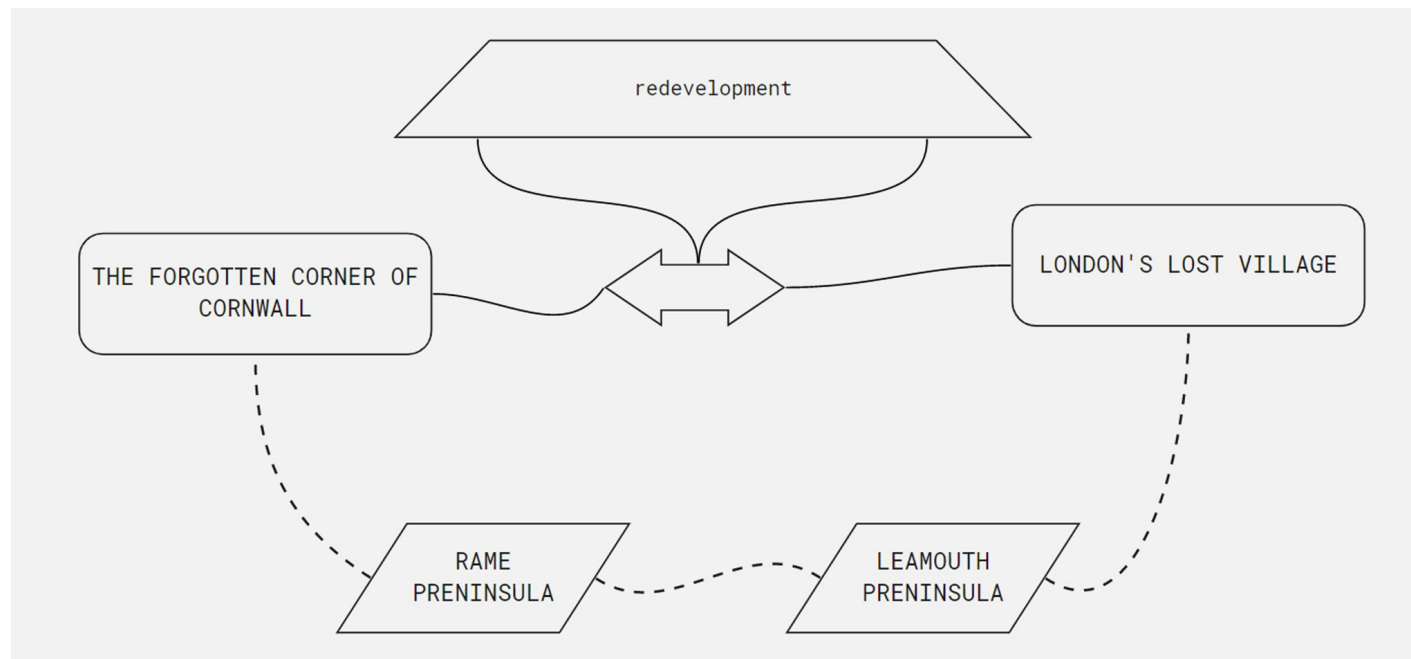 redevelopment
THE FORGOTTEN CORNER OF
CORNWALL
LONDON'S LOST VILLAGE
RAME
PRENINSULA
LEAMOUTH
PRENINSULA